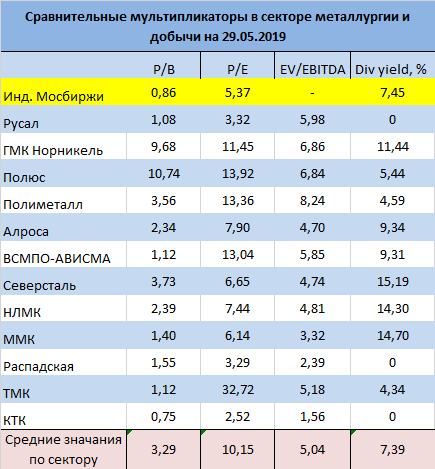 Сравнительные мультипликаторы в секторе металлургии и
добычи на 29.05.2019
P/B P/E EV/EBITDA Div yield, %
Инд. Мосбиржи 0,86 5,37 - 7,45
Русал 1,08 3,32 5,98 0
ГМК Норникель 9,68 11,45 6,86 11,44
Полюс 10,74 13,92 6,84 5,44
Полиметалл 3,56 13,36 8,24 4,59
Алроса 2,34 7,90 4,70 9,34
ВСМПО-АВИСМА 1,12 13,04 5,85 9,31
Северсталь 3,73 6,65 4,74 15,19
НЛМК 2,39 7,44 4,81 14,30
ММК 1,40 6,14 3,32 14,70
Распадская 1,55 3,29 2,39 0
ТМК 1,12 32,72 5,18 4,34
КТК 0,75 2,52 1,56 0
Средние значения
по сектору 3,29 10,15 5,04 7,39